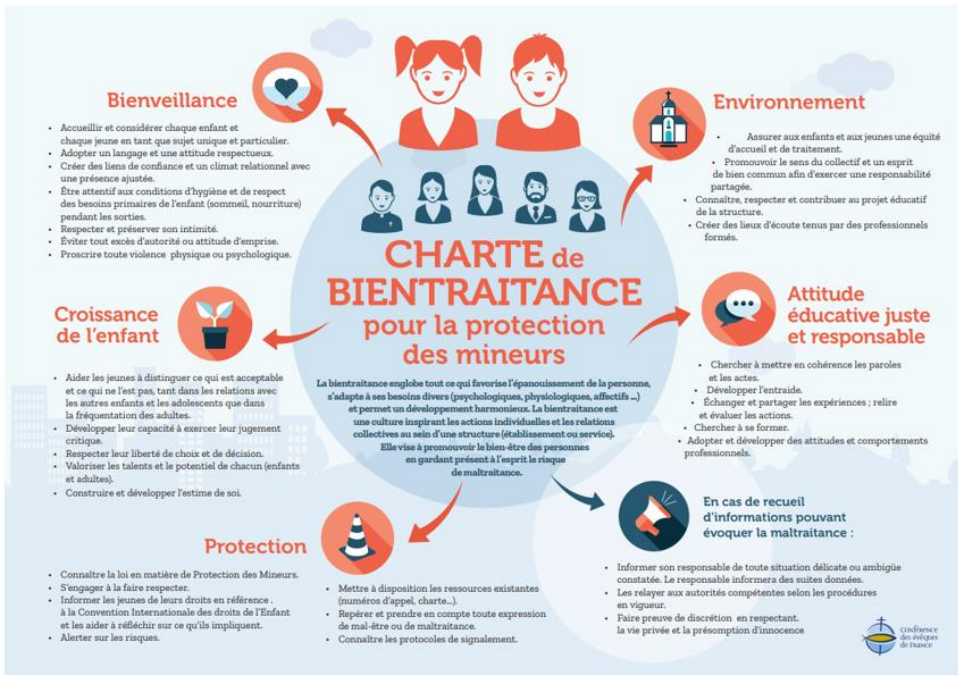 Bienveillance
• Accueillir et considérer chaque enfant et
chaque jeune en tant que sujet unique et particulier.
• Adopter un langage et une attitude respectueux.
• Créer des liens de confiance et un climat relationnel avec
une présence ajustée.
• Être attentif aux conditions d'hygiène et de respect
des besoins primaires de l'enfant (sommeil, nourriture)
pendant les sorties.
• Respecter et préserver son intimité.
• Éviter tout excès d'autorité ou attitude d'emprise.
• Proscrire toute violence physique ou psychologique.
Environnement
• Assurer aux enfants et aux jeunes une équité
d'accueil et de traitement.
• Promouvoir le sens du collectif et un esprit
de bien commun afin d'exercer une responsabilité
partagée.
• Connaître, respecter et contribuer au projet éducatif
de la structure.
• Créer des lieux d'écoute tenus par des professionnels
formés.
CHARTE de
BIENTRAITANCE
pour la protection
des mineurs
La bientraitance englobe tout ce qui favorise l'épanouissement de la personne,
s'adapte à ses besoins divers (psychologiques, physiologiques, affectifs ...)
et permet un développement harmonieux. La bientraitance est
une culture inspirant les actions individuelles et les relations
collectives au sein d'une structure (établissement ou service).
Elle vise à promouvoir le bien-être des personnes
en gardant présent à l'esprit le risque
de maltraitance.
Croissance
de l'enfant
• Aider les jeunes à distinguer ce qui est acceptable
et ce qui ne l'est pas, tant dans les relations avec
les autres enfants et les adolescents que dans
la fréquentation des adultes.
• Développer leur capacité à exercer leur jugement
critique.
• Respecter leur liberté de choix et de décision.
• Valoriser les talents et le potentiel de chacun (enfants
et adultes).
• Construire et développer l'estime de soi.
Attitude
éducative juste
et responsable
• Chercher à mettre en cohérence les paroles
et les actes.
• Développer l'entraide.
• Échanger et partager les expériences ; relire
et évaluer les actions.
• Chercher à se former.
• Adopter et développer des attitudes et comportements
professionnels.
Protection
• Connaître la loi en matière de Protection des Mineurs.
• S'engager à la faire respecter.
• Informer les jeunes de leurs droits en référence .
à la Convention Internationale des droits de l'Enfant
et les aider à réfléchir sur ce qu'ils impliquent.
• Alerter sur les risques.
• Mettre à disposition les ressources existantes
(numéros d'appel, charte...).
• Repérer et prendre en compte toute expression
de mal-être ou de maltraitance.
• Connaître les protocoles de signalement.
En cas de recueil
d'informations pouvant
évoquer la maltraitance :
• Informer son responsable de toute situation délicate ou ambigüe
constatée. Le responsable informera des suites données.
• Les relayer aux autorités compétentes selon les procédures
en vigueur.
• Faire preuve de discrétion en respectant.
la vie privée et la présomption d'innocence
Conférence
des évêques
de France